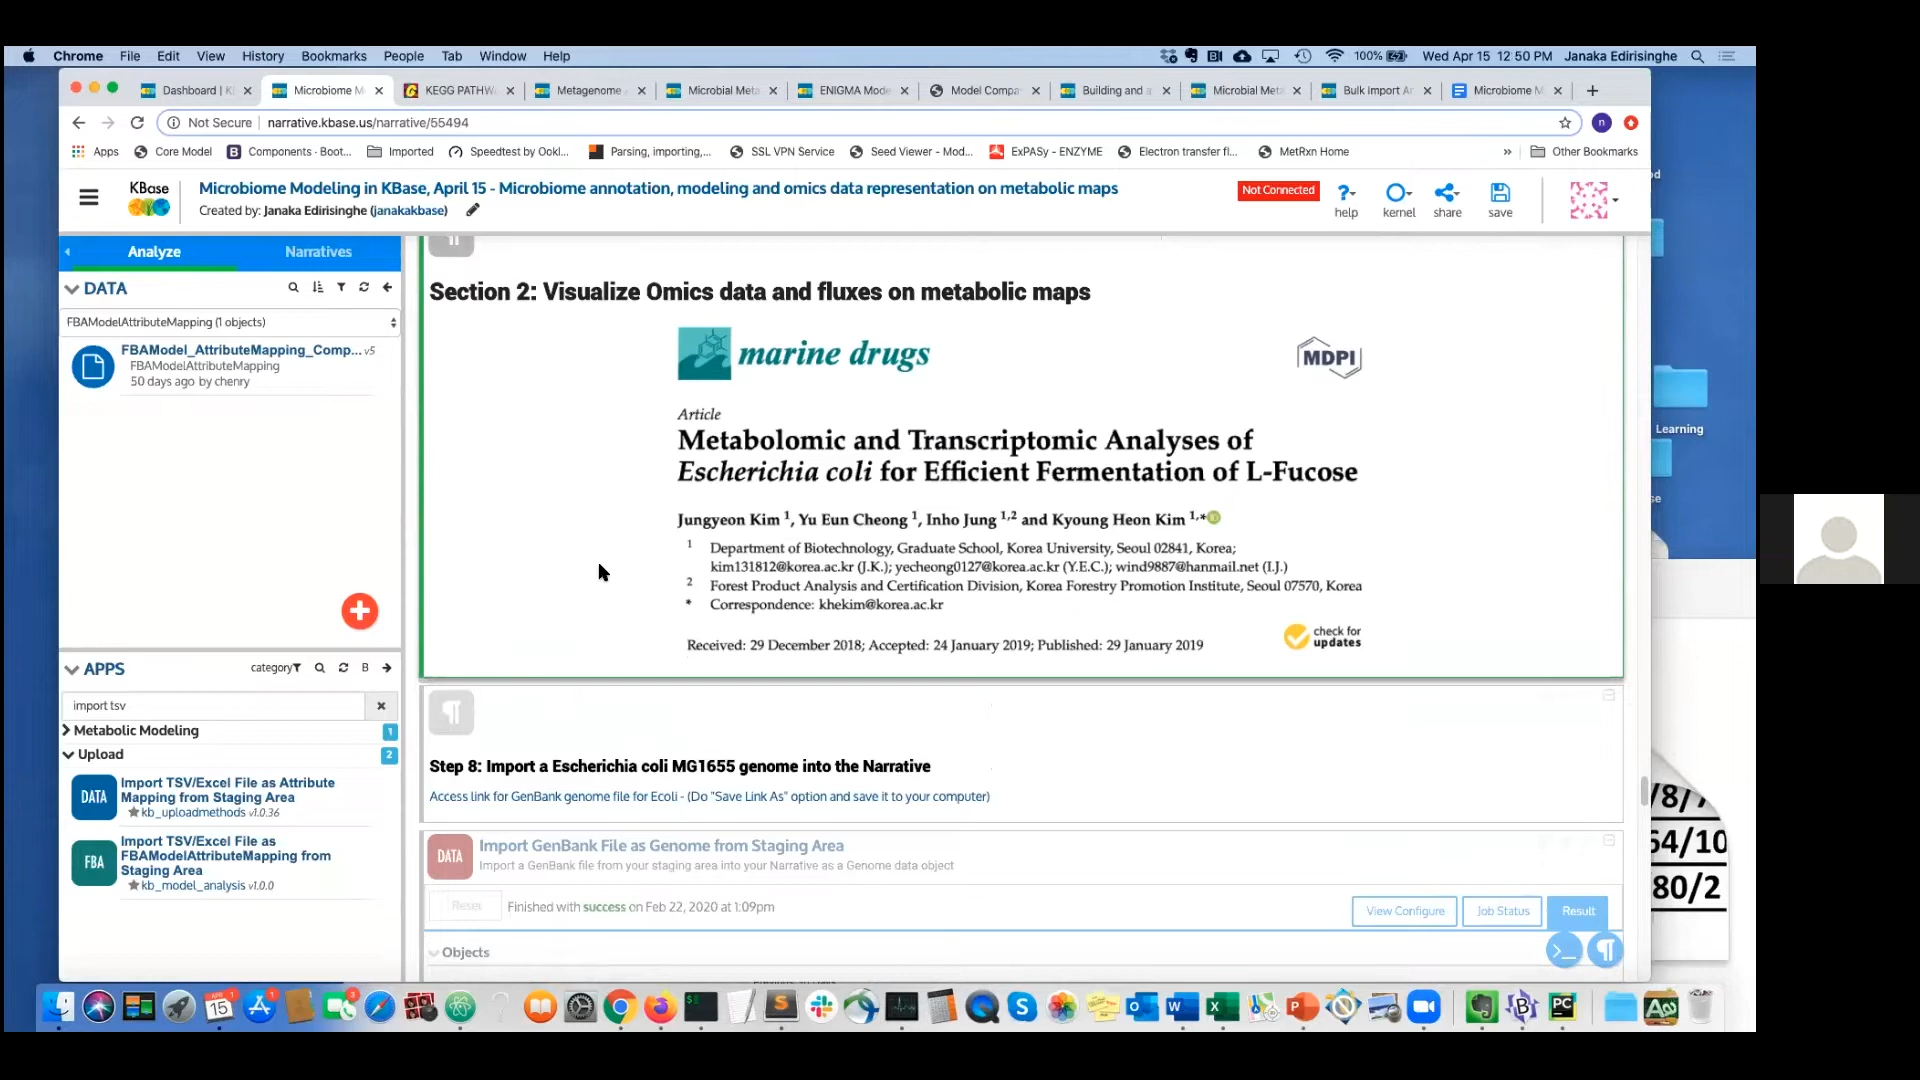 Chrome File Edit View History Bookmarks People Tab Window Help 100% Wed Apr 15 12:50 PM Janaka Edirisinghe
Dashboard | K Microbiome M KEGG PATHW Metagenome Microbial Meta ENIGMA Mode Model Compa Building and a Microbial Meta Bulk Import Ar Microbiome M
Not Secure narrative.kbase.us/narrative/55494 n
Apps Core Model B Components · Boot... Imported Speedtest by Ookl... Parsing, importing,... SSL VPN Service Seed Viewer - Mod... ExPASy - ENZYME Electron transfer fl... MetRxn Home » Other Bookmarks
KBase
Microbiome Modeling in KBase, April 15 - Microbiome annotation, modeling and omics data representation on metabolic maps
Created by: Janaka Edirisinghe (janakakbase)
Not Connected
help kernel share save
Analyze Narratives
DATA
FBAModelAttributeMapping (1 objects)
FBAModel_AttributeMapping_Comp... v5
FBAModelAttributeMapping
50 days ago by chenry
APPS category B
import tsv
Metabolic Modeling 1
Upload 2
DATA
Import TSV/Excel File as Attribute
Mapping from Staging Area
kb_uploadmethods v1.0.36
FBA
Import TSV/Excel File as
FBAModelAttributeMapping from
Staging Area
kb_model_analysis v1.0.0
Section 2: Visualize Omics data and fluxes on metabolic maps
marine drugs
MDPI
Article
Metabolomic and Transcriptomic Analyses of
Escherichia coli for Efficient Fermentation of L-Fucose
Jungyeon Kim 1, Yu Eun Cheong 1, Inho Jung 1,2 and Kyoung Heon Kim 1,*
1 Department of Biotechnology, Graduate School, Korea University, Seoul 02841, Korea;
kim131812@korea.ac.kr (J.K.); yecheong0127@korea.ac.kr (Y.E.C.); wind9887@hanmail.net (I.J.)
2 Forest Product Analysis and Certification Division, Korea Forestry Promotion Institute, Seoul 07570, Korea
* Correspondence: khekim@korea.ac.kr
Received: 29 December 2018; Accepted: 24 January 2019; Published: 29 January 2019
check for
updates
Step 8: Import a Escherichia coli MG1655 genome into the Narrative
Access link for GenBank genome file for Ecoli - (Do "Save Link As" option and save it to your computer)
DATA
Import GenBank File as Genome from Staging Area
Import a GenBank file from your staging area into your Narrative as a Genome data object
Reset
Finished with success on Feb 22, 2020 at 1:09pm
View Configure Job Status Result
Objects
Learning
/8/7
64/10
80/2